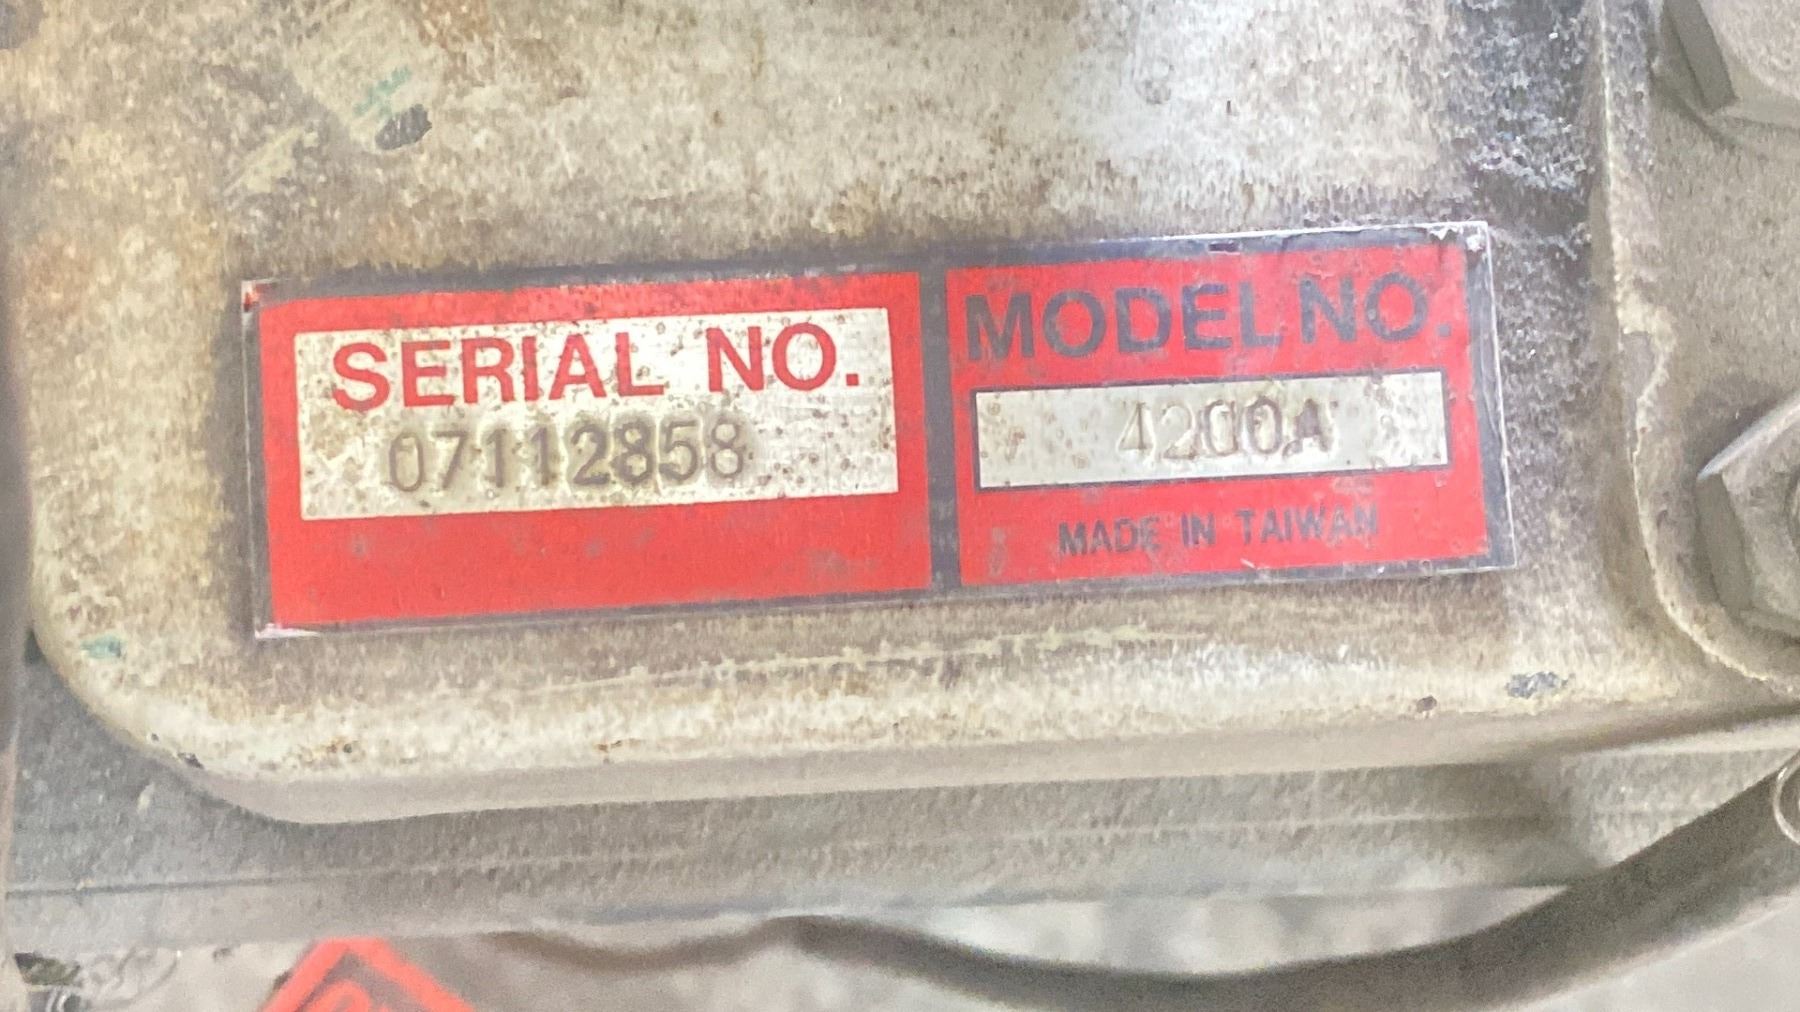 SERIAL NO.
07112858
MODEL NO.
4200A
MADE IN TAIWAN